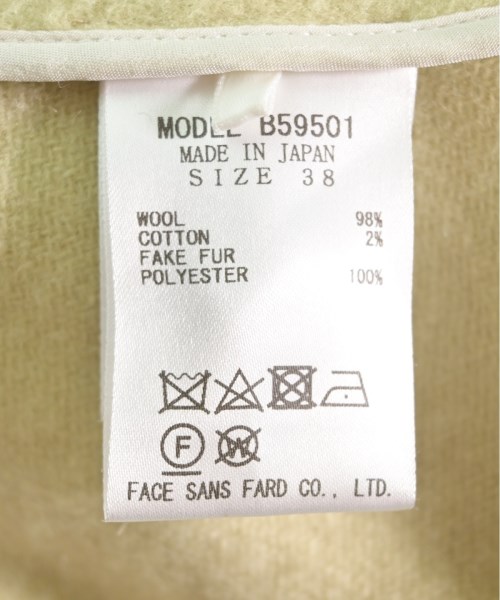 MODEL B59501
MADE IN JAPAN
SIZE 38
WOOL 98%
COTTON 2%
FAKE FUR
POLYESTER 100%
F W
FACE SANS FARD CO., LTD.